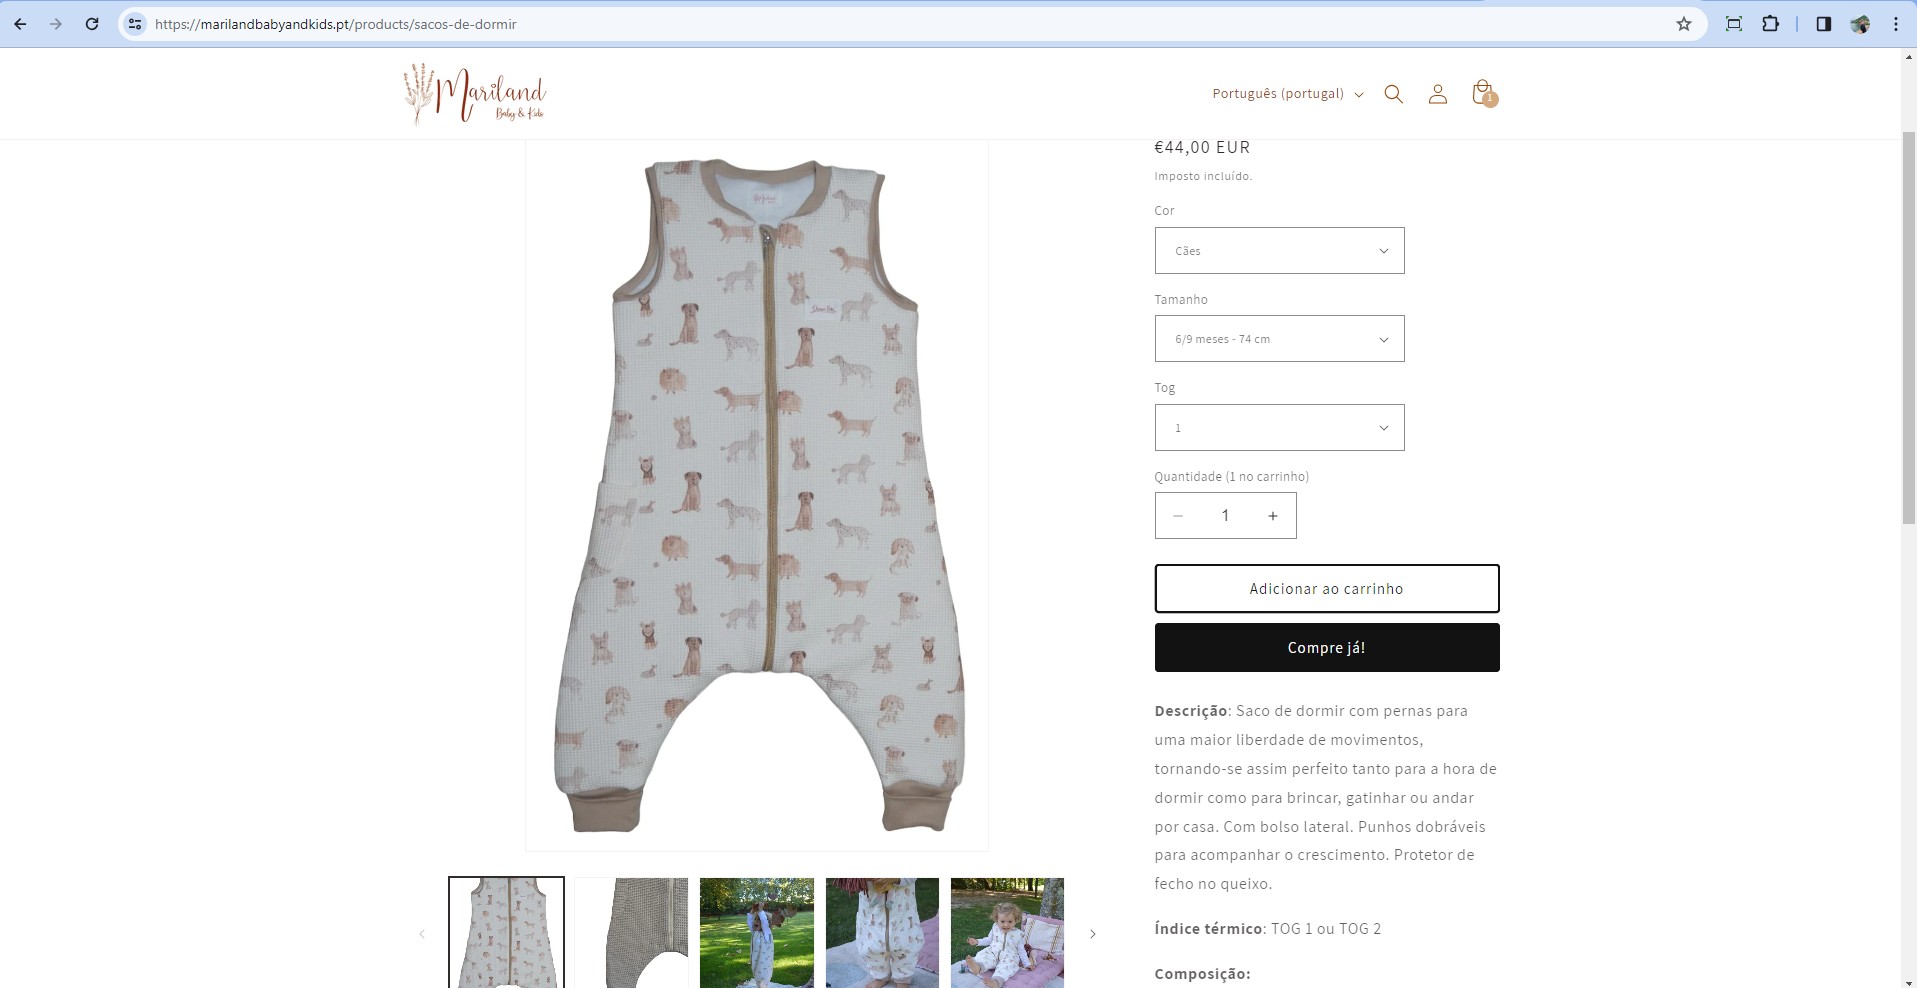 https://marilandbabyandkids.pt/products/sacos-de-dormir
Mariland
Baby & Kids
Português (portugal)
1
€44,00 EUR
Imposto incluído.
Cor
Cães
Tamanho
6/9 meses - 74 cm
Tog
1
Quantidade (1 no carrinho)
1
Adicionar ao carrinho
Compre já!
Descrição: Saco de dormir com pernas para
uma maior liberdade de movimentos,
tornando-se assim perfeito tanto para a hora de
dormir como para brincar, gatinhar ou andar
por casa. Com bolso lateral. Punhos dobráveis
para acompanhar o crescimento. Protetor de
fecho no queixo.
Índice térmico: TOG 1 ou TOG 2
Composição: